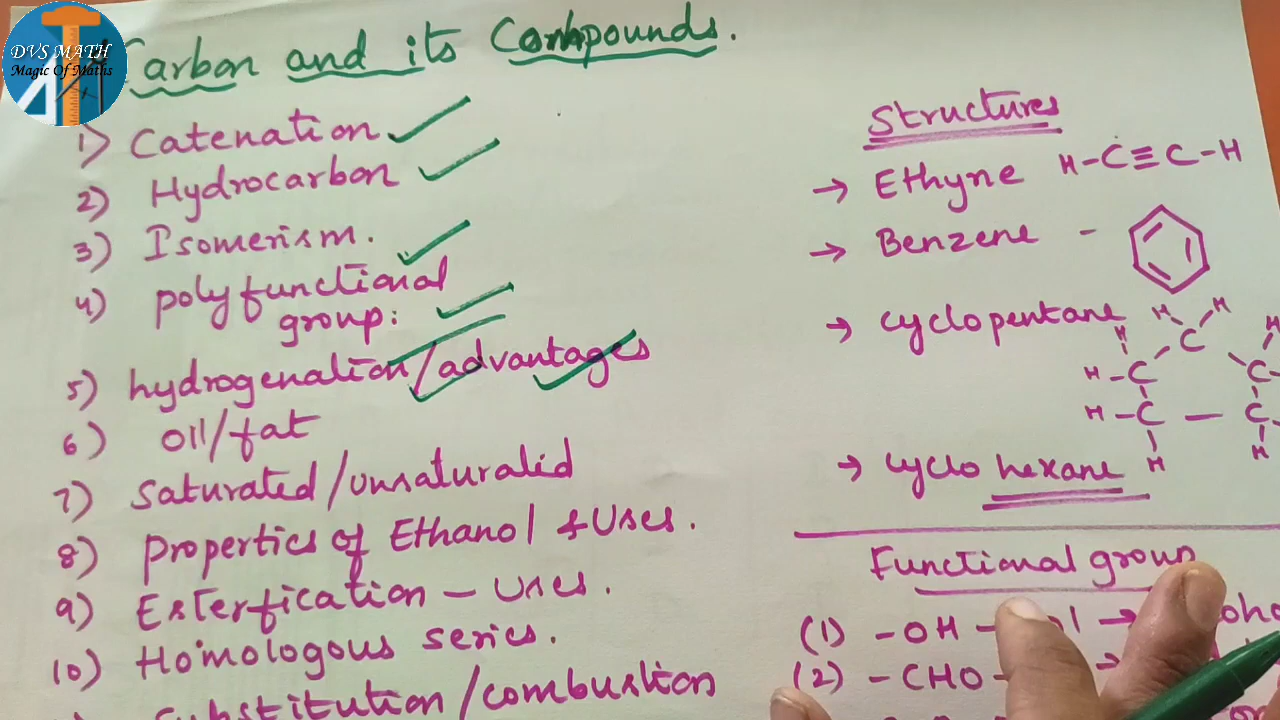 DVS MATH
Magic Of Maths
Carbon and its Compounds.
1) Catenation
2) Hydrocarbon
3) Isomerism.
4) polyfunctional
group:
5) hydrogenation/advantages
6) oil/fat
7) Saturated/unsaturalid
8) properties of Ethanol & Uses.
9) Esterfication - Uses.
10) Homologous series.
Substitution/combustion
Structures
→ Ethyne H-C≡C-H
→ Benzene -
→ cyclopentane
H H H
H C
H-C C-
H-C — C-
H H
→ cyclo hexane
Functional group
(1) -OH -
(2) -CHO -